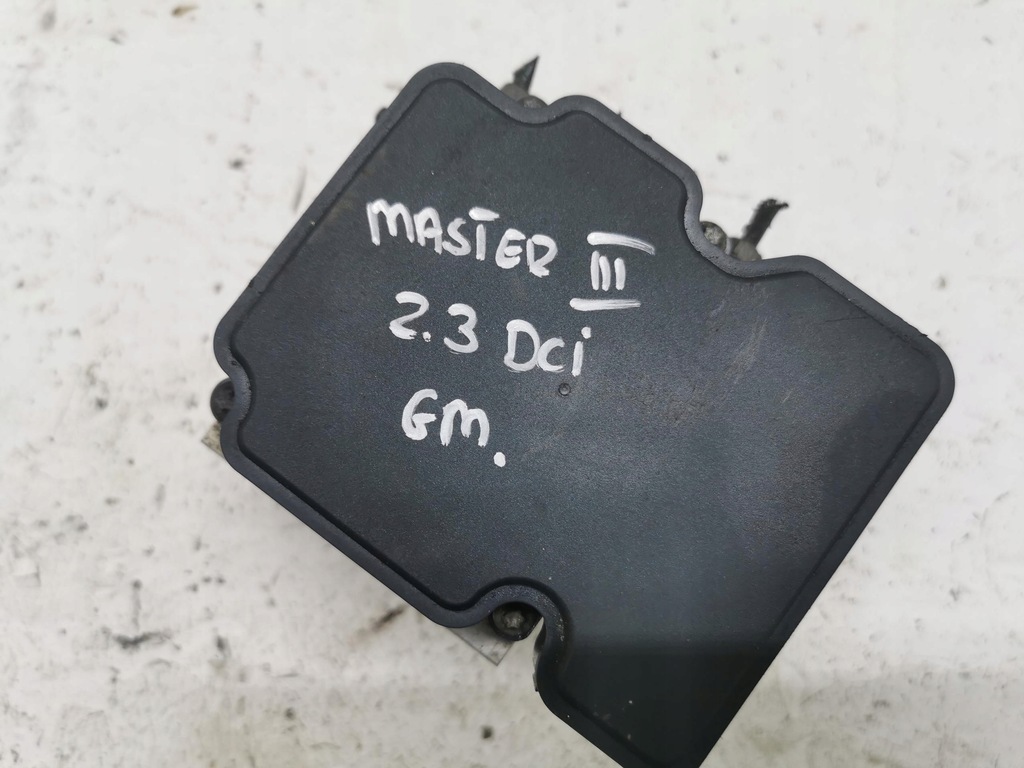 MASTER III
2.3 Dci
GM.